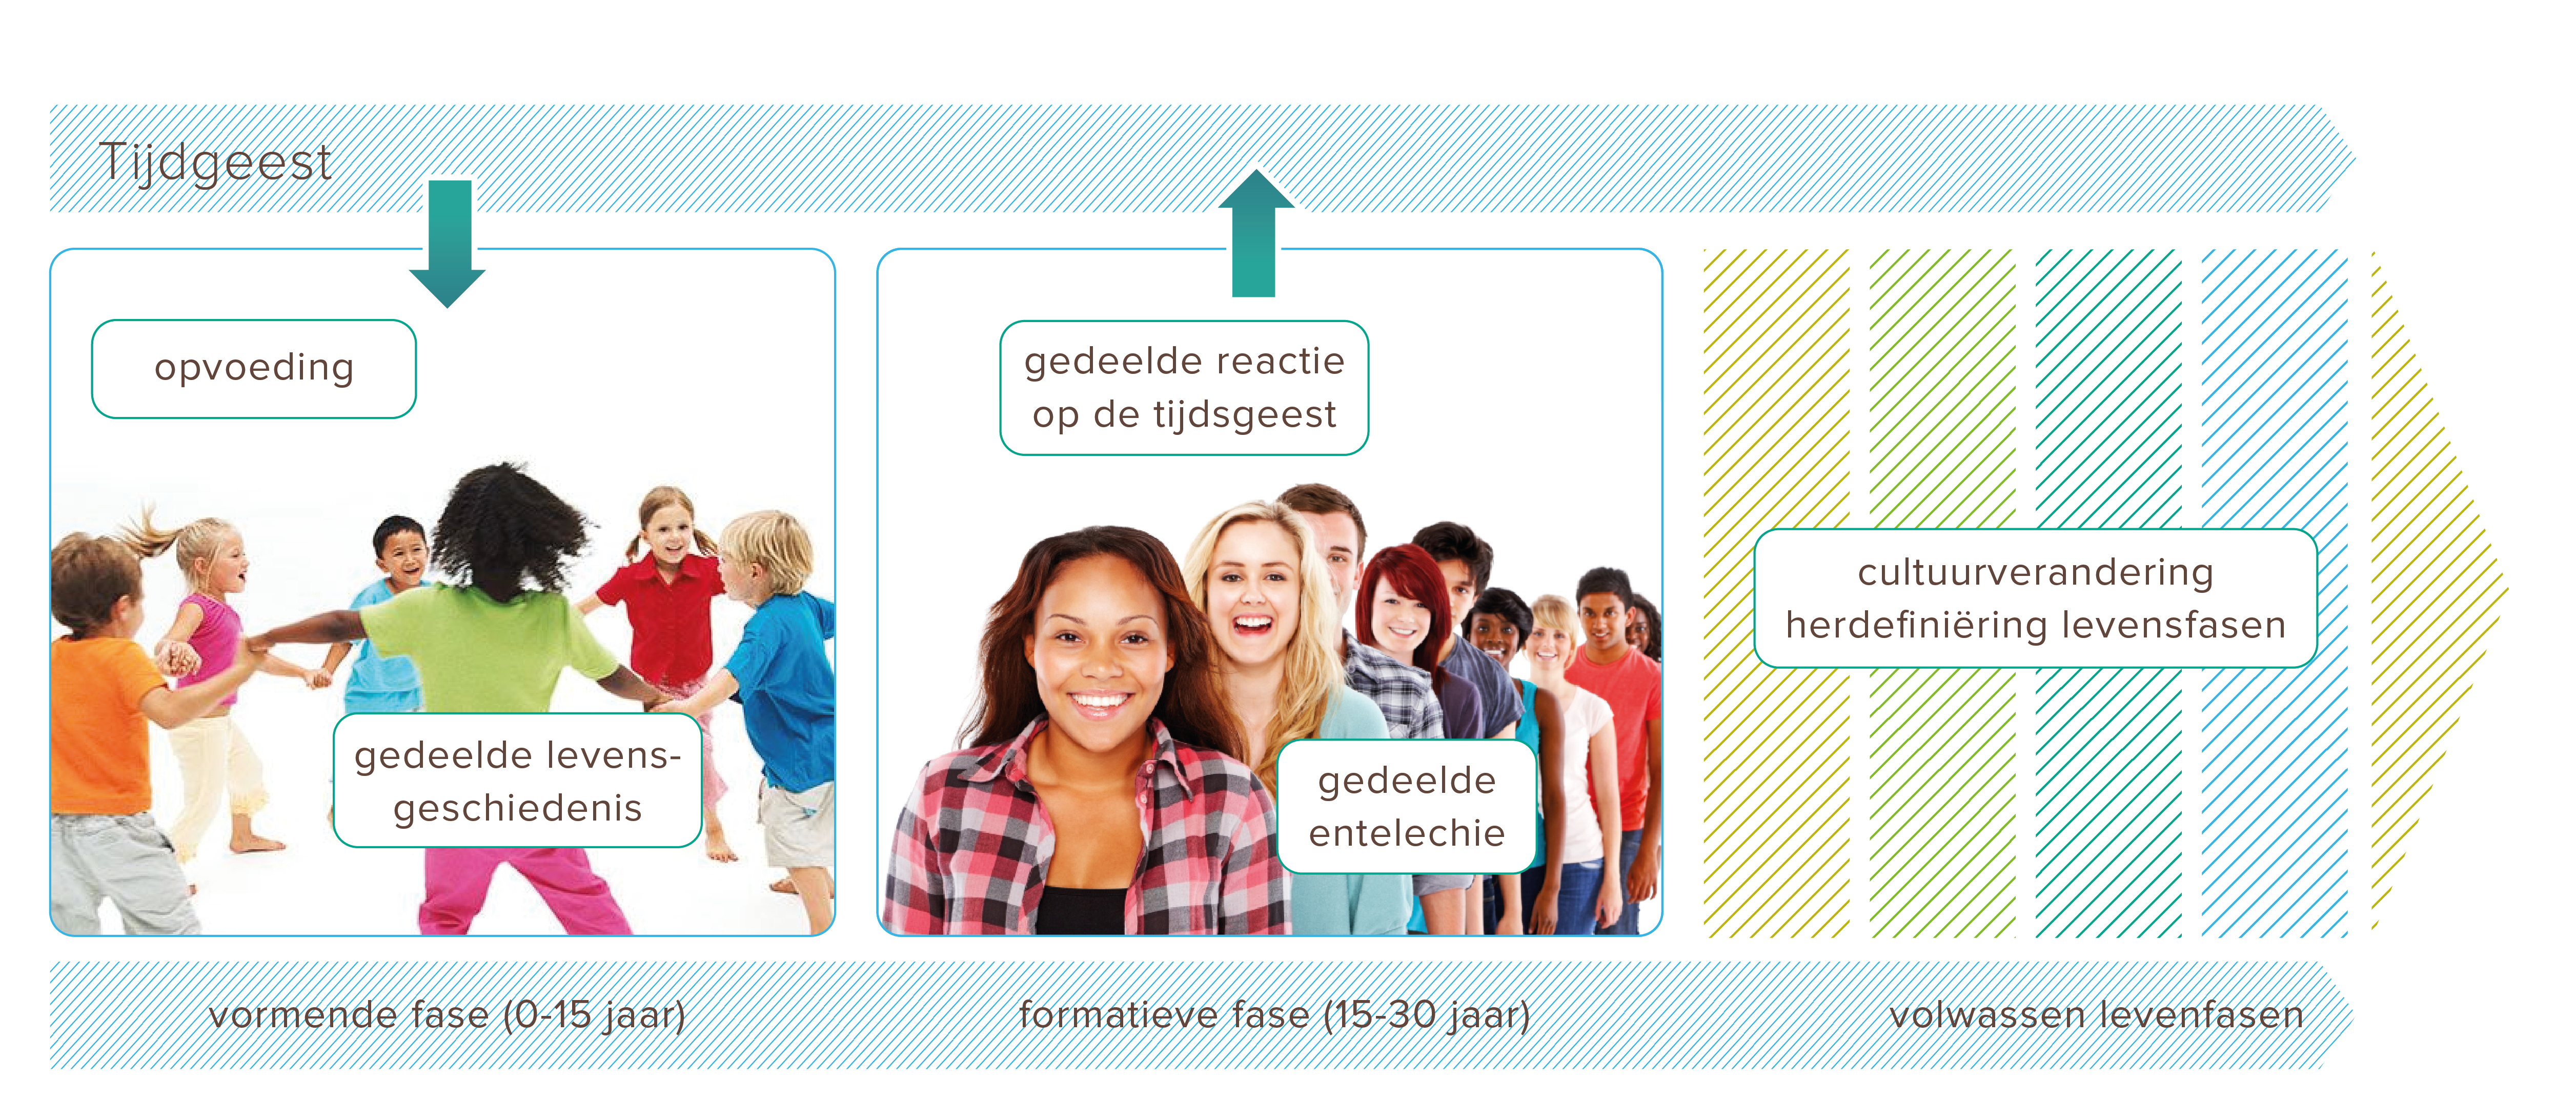 Tijdgeest
opvoeding
gedeelde levens-
geschiedenis
gedeelde reactie
op de tijdsgeest
gedeelde
entelechie
cultuurverandering
herdefiniëring levensfasen
vormende fase (0-15 jaar)
formatieve fase (15-30 jaar)
volwassen levenfasen